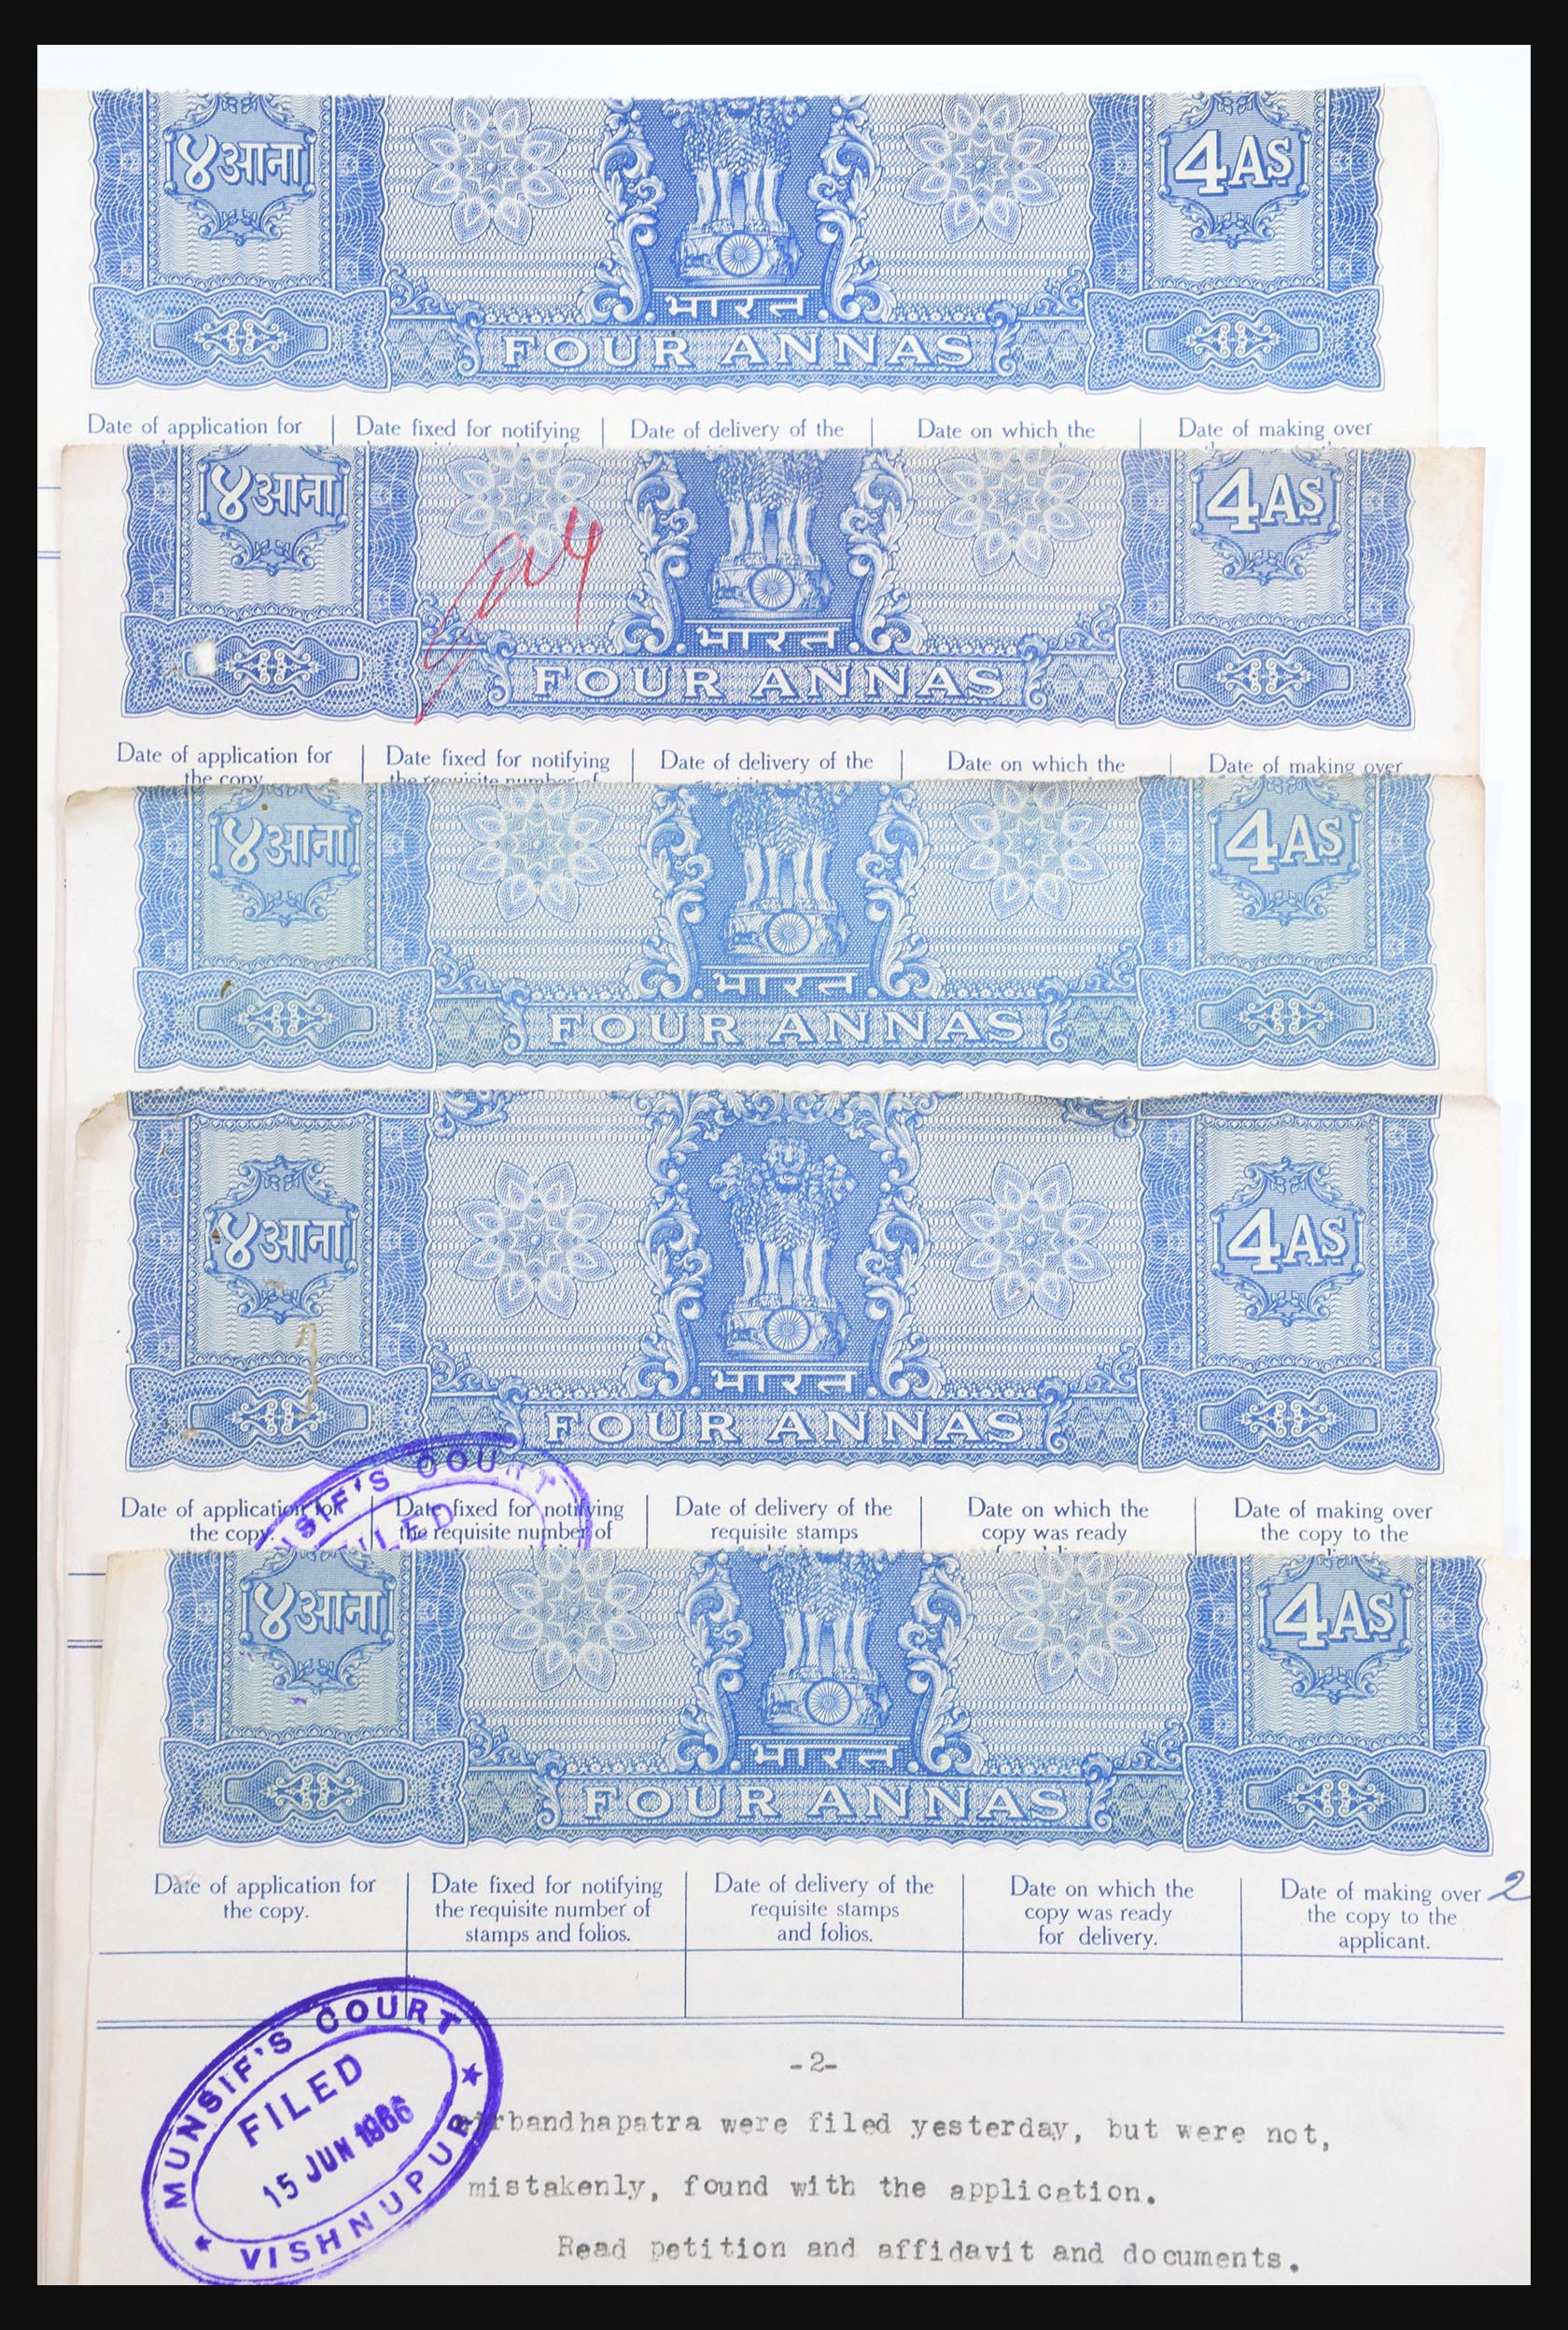 ४आना
4AS
भारत
FOUR ANNAS
Date of application for
Date fixed for notifying
Date of delivery of the
Date on which the
Date of making over
४आना
4AS
भारत
FOUR ANNAS
Date of application for
the copy
Date fixed for notifying
the requisite number of
Date of delivery of the
Date on which the
Date of making over
४आना
4AS
भारत
FOUR ANNAS
४आना
4AS
भारत
FOUR ANNAS
Date of application for
the copy.
Date fixed for notifying
the requisite number of
Date of delivery of the
requisite stamps
Date on which the
copy was ready
Date of making over
the copy to the
NSIF'S COURT
FILED
४आना
4AS
भारत
FOUR ANNAS
Date of application for
the copy.
Date fixed for notifying
the requisite number of
stamps and folios.
Date of delivery of the
requisite stamps
and folios.
Date on which the
copy was ready
for delivery.
Date of making over
the copy to the
applicant.
2
MUNSIF'S COURT
FILED
15 JUN 1966
VISHNUPUR
-2-
were filed yesterday, but were not,
mistakenly, found with the application.
Read petition and affidavit and documents.